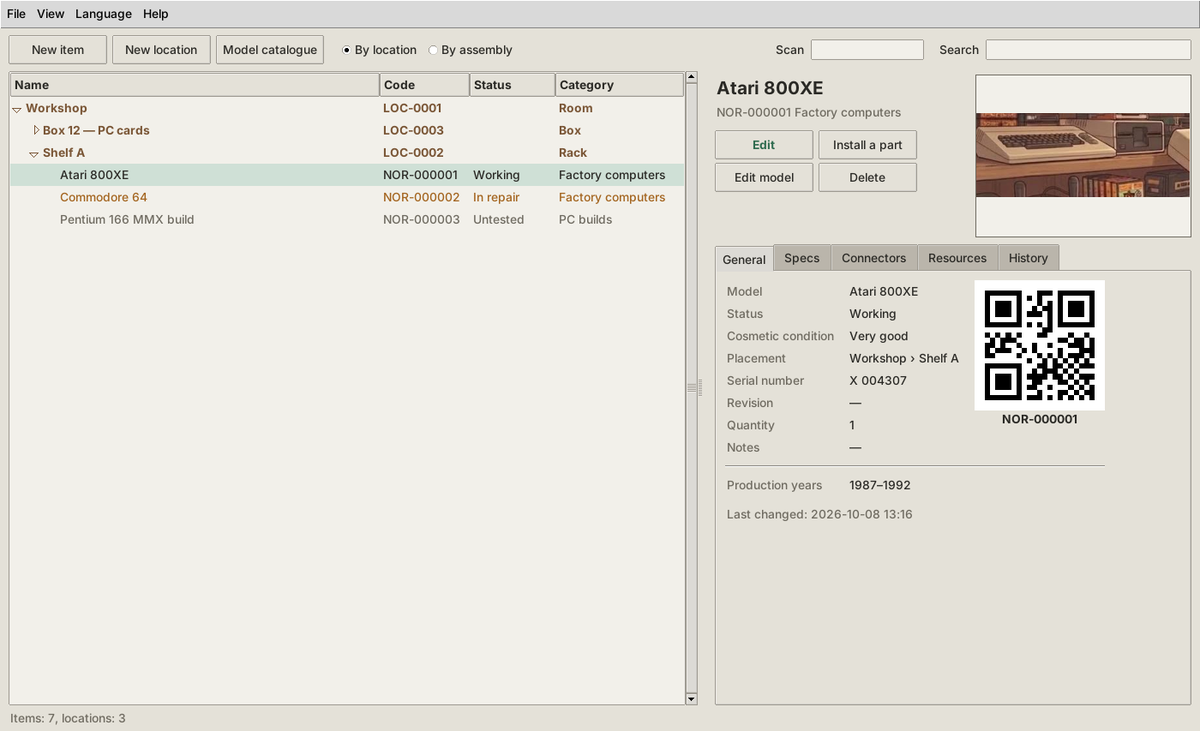 File View Language Help
New item New location Model catalogue By location By assembly Scan Search
Name Code Status Category
Workshop LOC-0001 Room
Box 12 — PC cards LOC-0003 Box
Shelf A LOC-0002 Rack
Atari 800XE NOR-000001 Working Factory computers
Commodore 64 NOR-000002 In repair Factory computers
Pentium 166 MMX build NOR-000003 Untested PC builds
Atari 800XE
NOR-000001 Factory computers
Edit Install a part
Edit model Delete
General Specs Connectors Resources History
Model Atari 800XE
Status Working
Cosmetic condition Very good
Placement Workshop › Shelf A
Serial number X 004307
Revision —
Quantity 1
Notes —
NOR-000001
Production years 1987–1992
Last changed: 2026-10-08 13:16
Items: 7, locations: 3